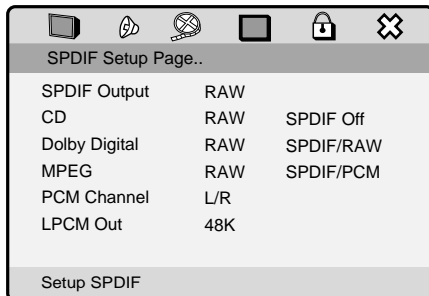 SPDIF Setup Page..
SPDIF Output RAW
CD RAW SPDIF Off
Dolby Digital RAW SPDIF/RAW
MPEG RAW SPDIF/PCM
PCM Channel L/R
LPCM Out 48K
Setup SPDIF